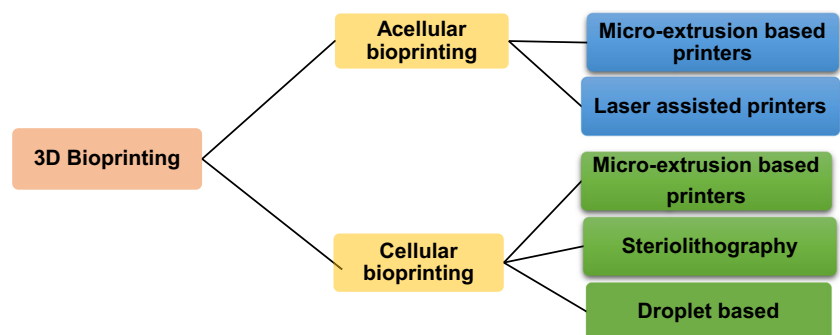 Acellular
bioprinting
Micro-extrusion based
printers
Laser assisted printers
3D Bioprinting
Micro-extrusion based
printers
Cellular
bioprinting
Steriolithography
Droplet based